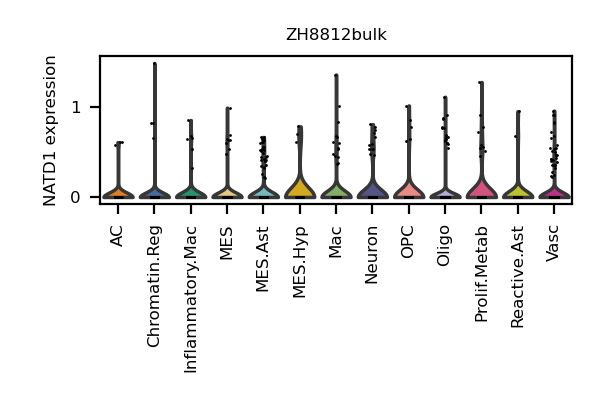 ZH8812bulk
NATD1 expression
1
0
AC
Chromatin.Reg
Inflammatory.Mac
MES
MES.Ast
MES.Hyp
Mac
Neuron
OPC
Oligo
Prolif.Metab
Reactive.Ast
Vasc